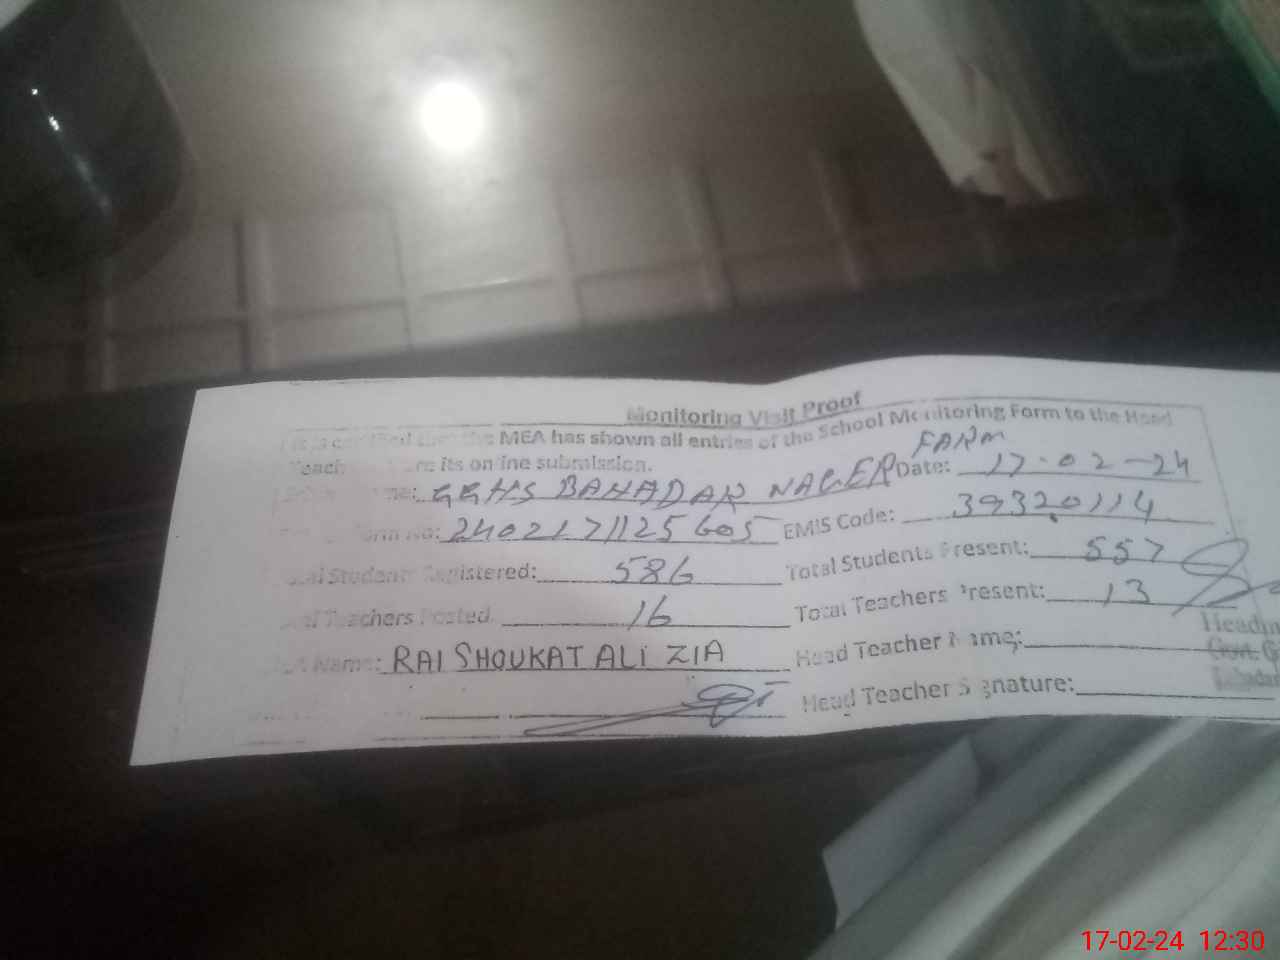 Monitoring Visit Proof
the MEA has shown all entries of the School Monitoring Form to the Head
its online submission.
FARM
GGHS BAHADAR NAGER Date: 17-02-24
No: 2402171125605 EMIS Code: 39320114
Students Registered: 586 Total Students Present: 557
Teachers Posted. 16 Total Teachers Present: 13
Name: RAI SHOUKAT ALI ZIA Head Teacher Name:
Head Teacher Signature:
17-02-24 12:30